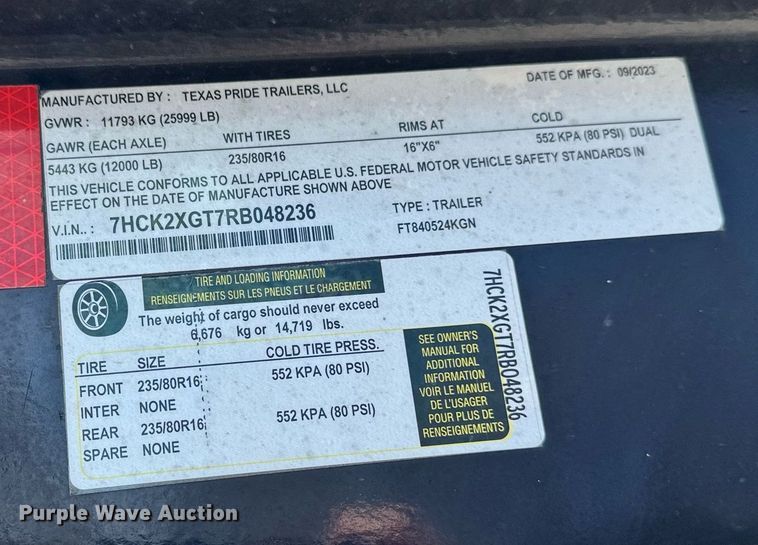 MANUFACTURED BY : TEXAS PRIDE TRAILERS, LLC
DATE OF MFG. : 09/2023
GVWR : 11793 KG (25999 LB)
GAWR (EACH AXLE) WITH TIRES RIMS AT COLD
5443 KG (12000 LB) 235/80R16 16"X6" 552 KPA (80 PSI) DUAL
THIS VEHICLE CONFORMS TO ALL APPLICABLE U.S. FEDERAL MOTOR VEHICLE SAFETY STANDARDS IN
EFFECT ON THE DATE OF MANUFACTURE SHOWN ABOVE
V.I.N.. : 7HCK2XGT7RB048236 TYPE : TRAILER
FT840524KGN
TIRE AND LOADING INFORMATION
RENSEIGNEMENTS SUR LES PNEUS ET LE CHARGEMENT
The weight of cargo should never exceed
6,676 kg or 14,719 lbs.
TIRE SIZE COLD TIRE PRESS.
FRONT 235/80R16 552 KPA (80 PSI)
INTER NONE
REAR 235/80R16 552 KPA (80 PSI)
SPARE NONE
SEE OWNER'S
MANUAL FOR
ADDITIONAL
INFORMATION
VOIR LE MANUEL
DE L'USAGER
POUR PLUS DE
RENSEIGNEMENTS
7HCK2XGT7RB048236
Purple Wave Auction